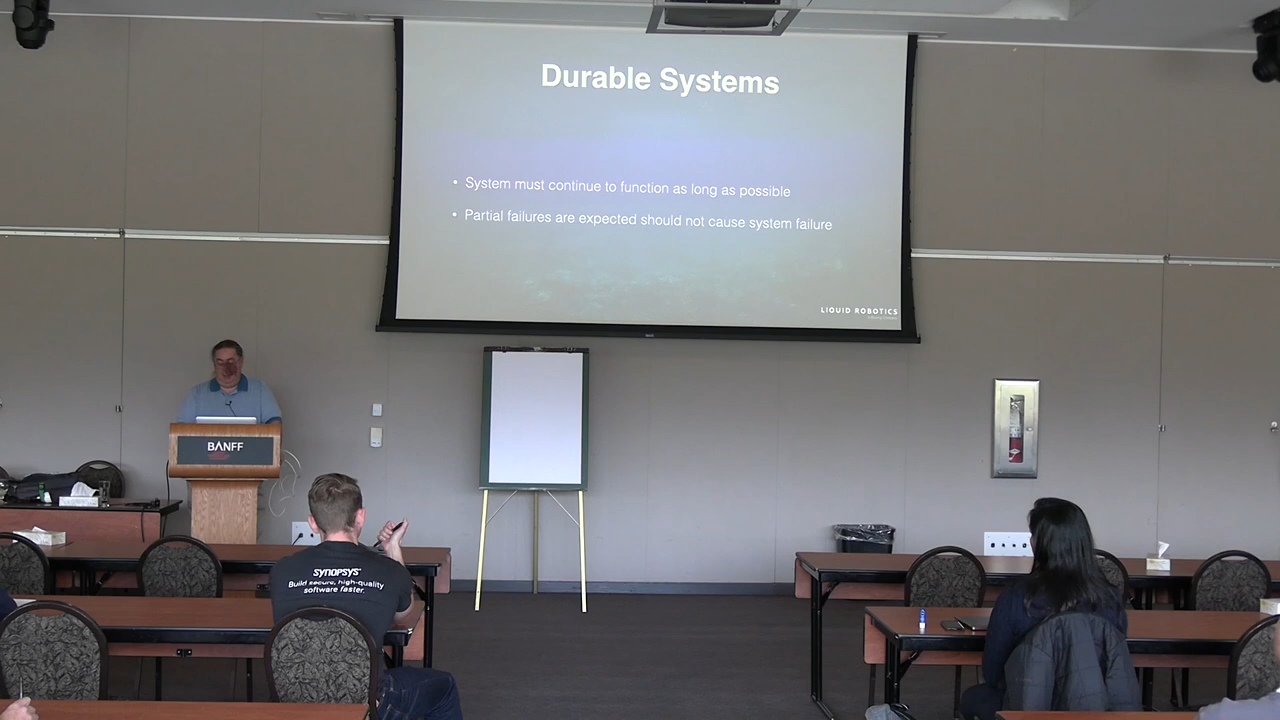 Durable Systems
• System must continue to function as long as possible
• Partial failures are expected should not cause system failure
LIQUID ROBOTICS
BANFF
SYNOPSYS
Build secure, high-quality
software faster.